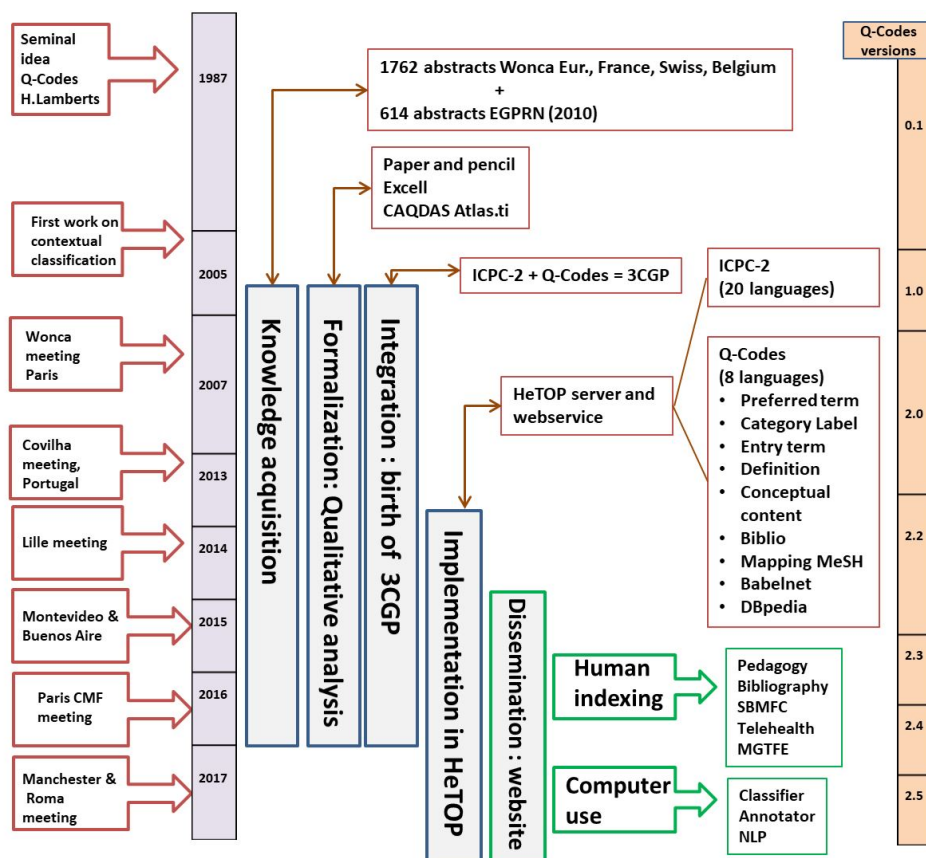 Seminal
idea
Q-Codes
H.Lamberts
First work on
contextual
classification
Wonca
meeting
Paris
Covilha
meeting,
Portugal
Lille meeting
Montevideo &
Buenos Aire
Paris CMF
meeting
Manchester &
Roma
meeting
1987
2005
2007
2013
2014
2015
2016
2017
Knowledge acquisition
Formalization: Qualitative analysis
Integration : birth of 3CGP
Implementation in HeTOP
Dissemination : website
1762 abstracts Wonca Eur., France, Swiss, Belgium
+
614 abstracts EGPRN (2010)
Paper and pencil
Excell
CAQDAS Atlas.ti
ICPC-2 + Q-Codes = 3CGP
HeTOP server and
webservice
ICPC-2
(20 languages)
Q-Codes
(8 languages)
• Preferred term
• Category Label
• Entry term
• Definition
• Conceptual
content
• Biblio
• Mapping MeSH
• Babelnet
• DBpedia
Human
indexing
Pedagogy
Bibliography
SBMFC
Telehealth
MGTFE
Computer
use
Classifier
Annotator
NLP
Q-Codes
versions
0.1
1.0
2.0
2.2
2.3
2.4
2.5